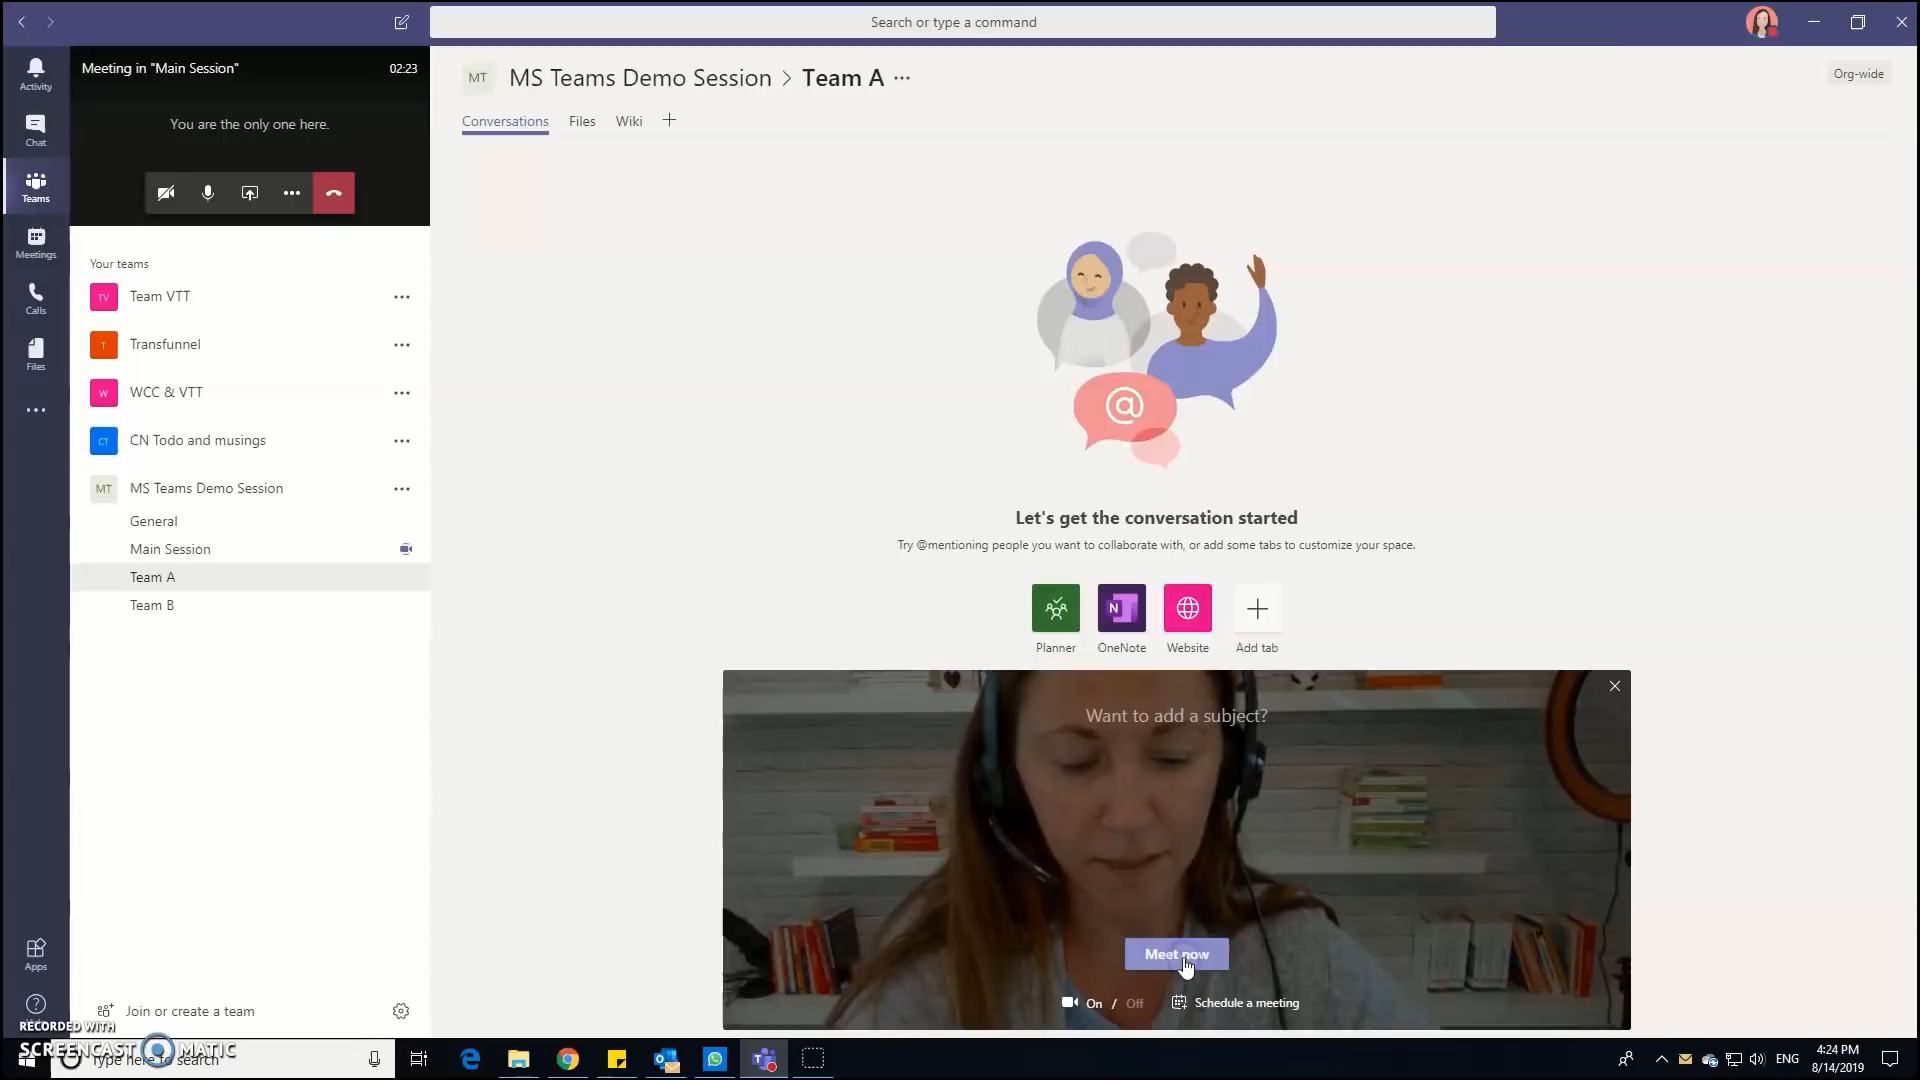 Search or type a command
Activity
Chat
Teams
Meetings
Calls
Files
Apps
Meeting in "Main Session"
02:23
You are the only one here.
Your teams
TV Team VTT
T Transfunnel
W WCC & VTT
CT CN Todo and musings
MT MS Teams Demo Session
General
Main Session
Team A
Team B
Join or create a team
MT MS Teams Demo Session > Team A
Org-wide
Conversations Files Wiki
@
Let's get the conversation started
Try @mentioning people you want to collaborate with, or add some tabs to customize your space.
N
Planner OneNote Website Add tab
Want to add a subject?
Meet now
On / Off Schedule a meeting
RECORDED WITH
SCREENCAST MATIC
Type here to search
ENG
4:24 PM
8/14/2019